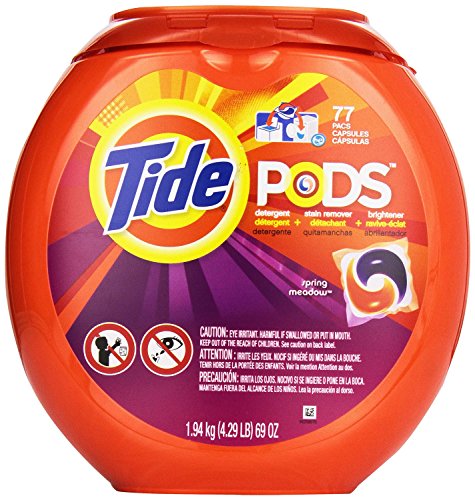 Tide
77
PACS
CAPSULES
CÁPSULAS
PODS™
detergent + stain remover + brightener
détergent + détachant + ravive-éclat
detergente quitamanchas abrillantador
spring
meadow™
CAUTION: EYE IRRITANT. HARMFUL IF SWALLOWED OR PUT IN MOUTH.
KEEP OUT OF THE REACH OF CHILDREN. See caution on back label.
ATTENTION : IRRITE LES YEUX. NOCIF SI INGÉRÉ OU MIS DANS LA BOUCHE.
TENIR HORS DE LA PORTÉE DES ENFANTS. Voir la mention Attention au dos.
PRECAUCIÓN: IRRITA LOS OJOS, NOCIVO SI SE INGIERE O PONE EN LA BOCA.
MANTENGA FUERA DEL ALCANCE DE LOS NIÑOS. Lea la precaución al dorso.
1.94 kg (4.29 LB) 69 OZ